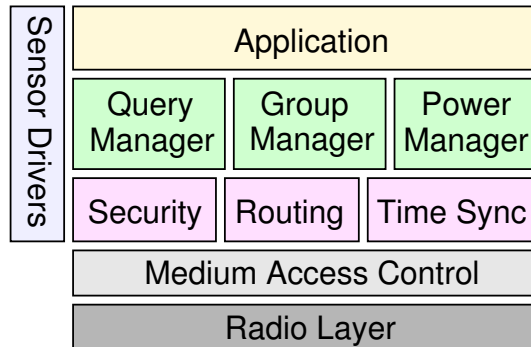 Sensor Drivers
Application
Query Manager
Group Manager
Power Manager
Security
Routing
Time Sync
Medium Access Control
Radio Layer